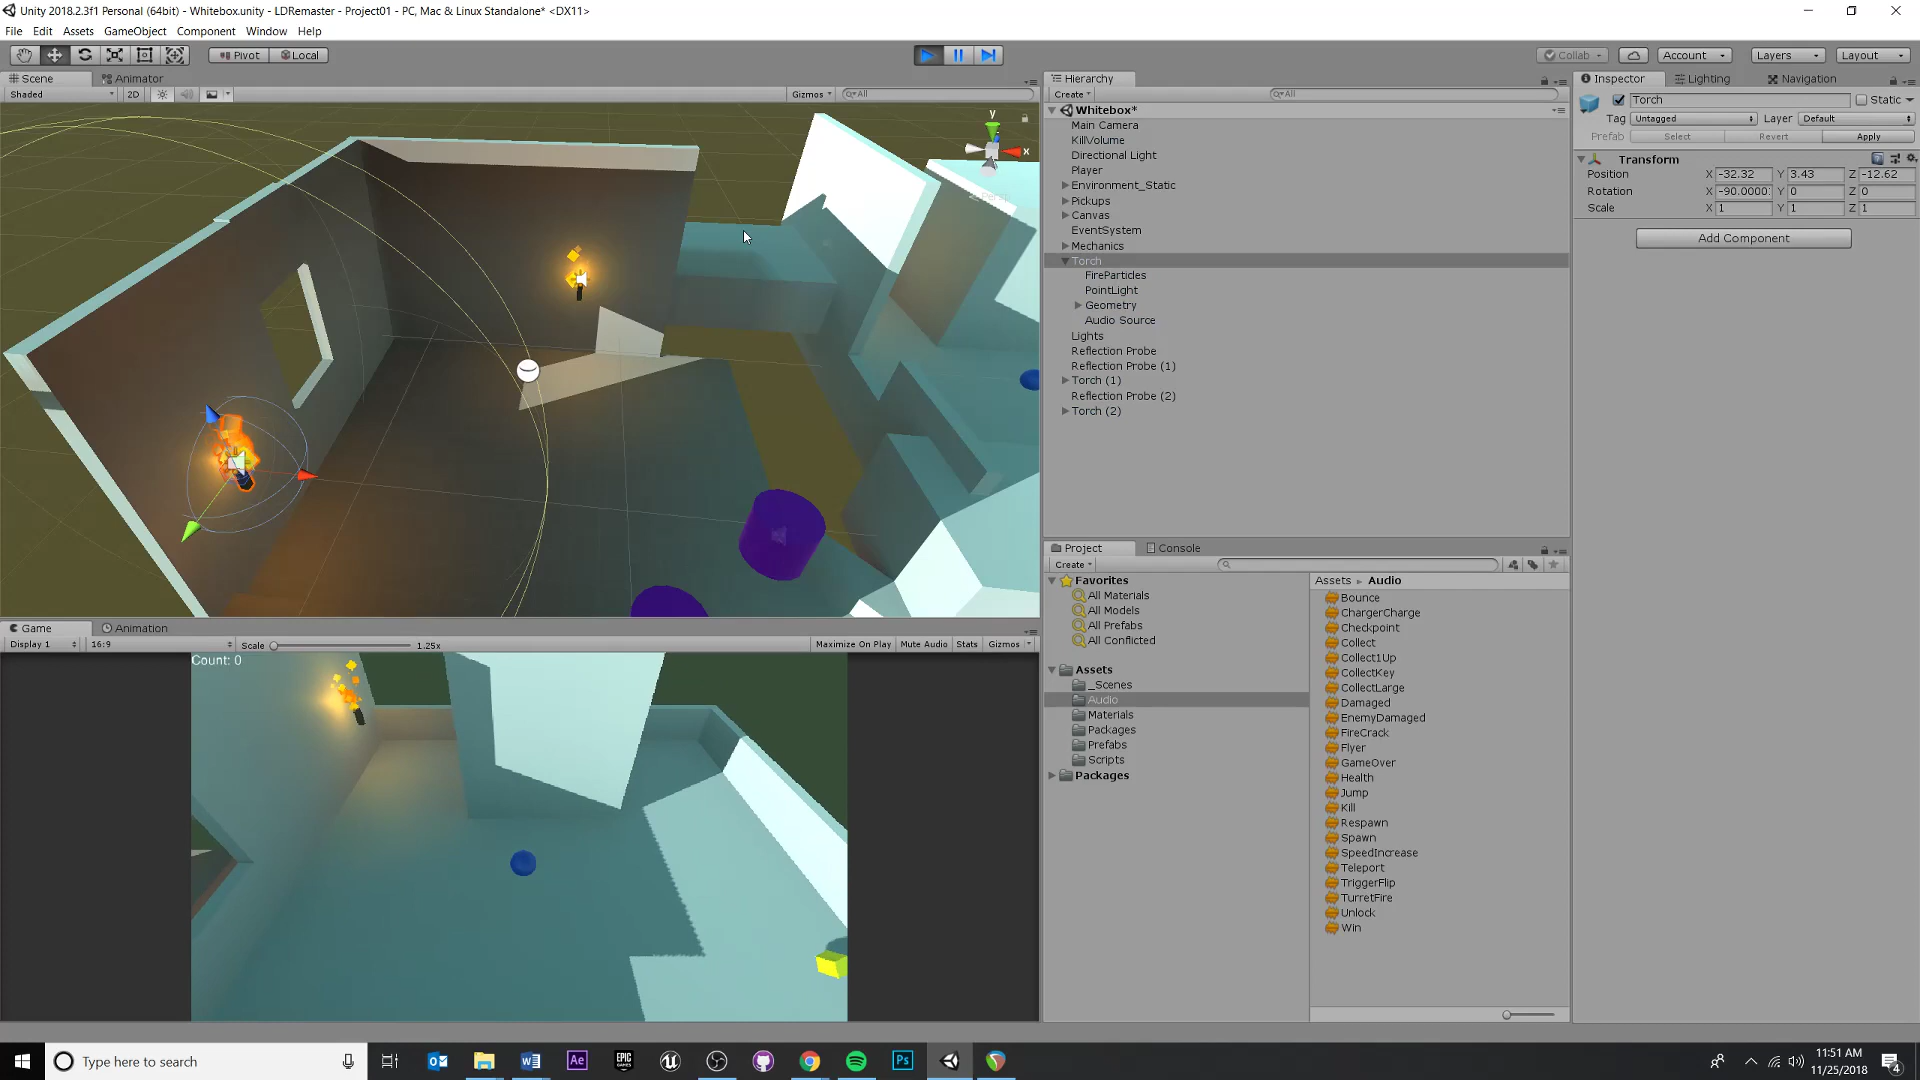 Unity 2018.2.3f1 Personal (64bit) - Whitebox.unity - LDRemaster - Project01 - PC, Mac & Linux Standalone* <DX11>
File Edit Assets GameObject Component Window Help
Pivot Local Collab Account Layers Layout
Scene Animator
Shaded 2D Gizmos All
y
x
Persp
Game Animation
Display 1 16:9 Scale 1.25x Maximize On Play Mute Audio Stats Gizmos
Count: 0
Hierarchy
Create All
Whitebox*
Main Camera
KillVolume
Directional Light
Player
Environment_Static
Pickups
Canvas
EventSystem
Mechanics
Torch
FireParticles
PointLight
Geometry
Audio Source
Lights
Reflection Probe
Reflection Probe (1)
Torch (1)
Reflection Probe (2)
Torch (2)
Project Console
Create
Favorites
All Materials
All Models
All Prefabs
All Conflicted
Assets
_Scenes
Audio
Materials
Packages
Prefabs
Scripts
Packages
Assets Audio
Bounce
ChargerCharge
Checkpoint
Collect
Collect1Up
CollectKey
CollectLarge
Damaged
EnemyDamaged
FireCrack
Flyer
GameOver
Health
Jump
Kill
Respawn
Spawn
SpeedIncrease
Teleport
TriggerFlip
TurretFire
Unlock
Win
Inspector Lighting Navigation
Torch Static
Tag Untagged Layer Default
Prefab Select Revert Apply
Transform
Position X -32.32 Y 3.43 Z -12.62
Rotation X -90.0000 Y 0 Z 0
Scale X 1 Y 1 Z 1
Add Component
Type here to search
Ae
EPIC GAMES
Ps
11:51 AM
11/25/2018
4